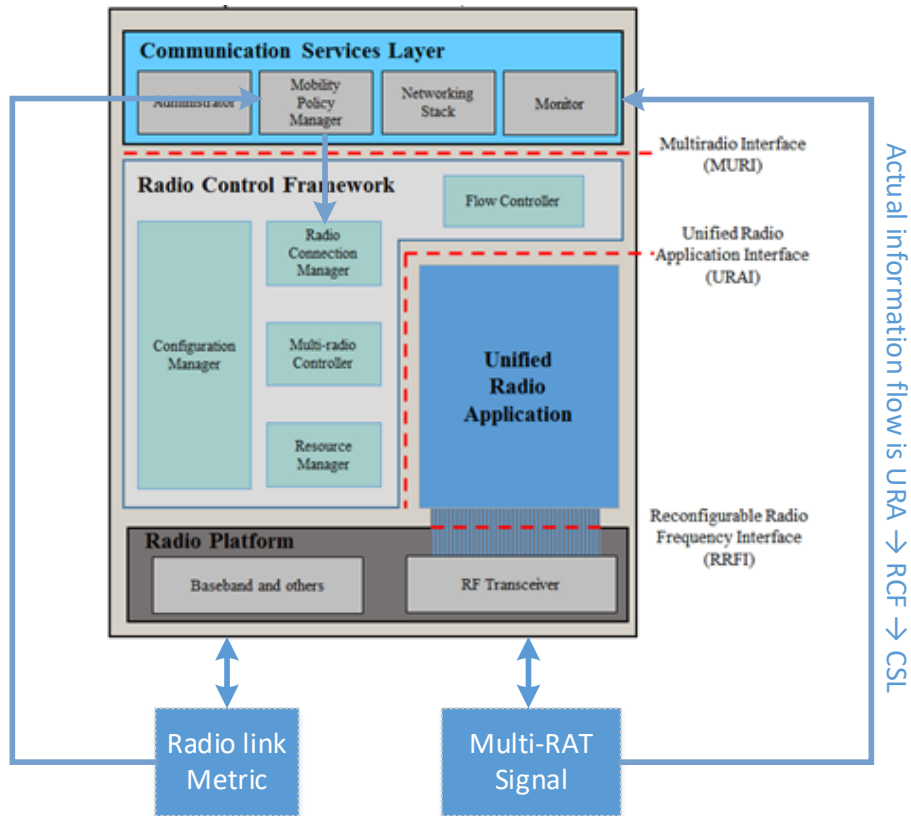 Communication Services Layer
Administrator
Mobility
Policy
Manager
Networking
Stack
Monitor
Multiradio Interface
(MURI)
Radio Control Framework
Flow Controller
Radio
Connection
Manager
Unified Radio
Application Interface
(URAI)
Configuration
Manager
Multi-radio
Controller
Unified
Radio
Application
Resource
Manager
Reconfigurable Radio
Frequency Interface
(RRFI)
Radio Platform
Baseband and others
RF Transceiver
Radio link
Metric
Multi-RAT
Signal
Actual information flow is URA → RCF → CSL